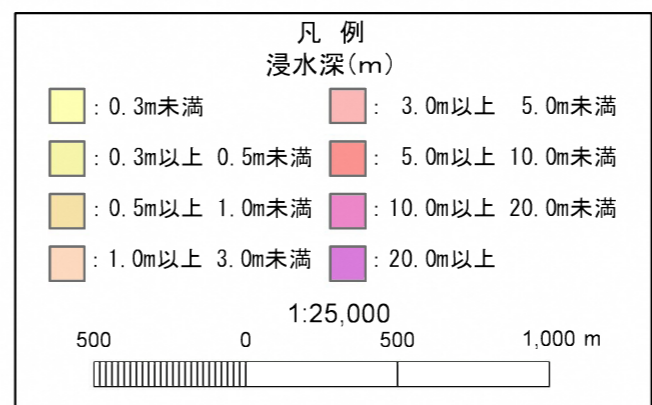 凡 例
浸水深(m)
: 0.3m未満
: 0.3m以上 0.5m未満
: 0.5m以上 1.0m未満
: 1.0m以上 3.0m未満
: 3.0m以上 5.0m未満
: 5.0m以上 10.0m未満
: 10.0m以上 20.0m未満
: 20.0m以上
1:25,000
500 0 500 1,000 m